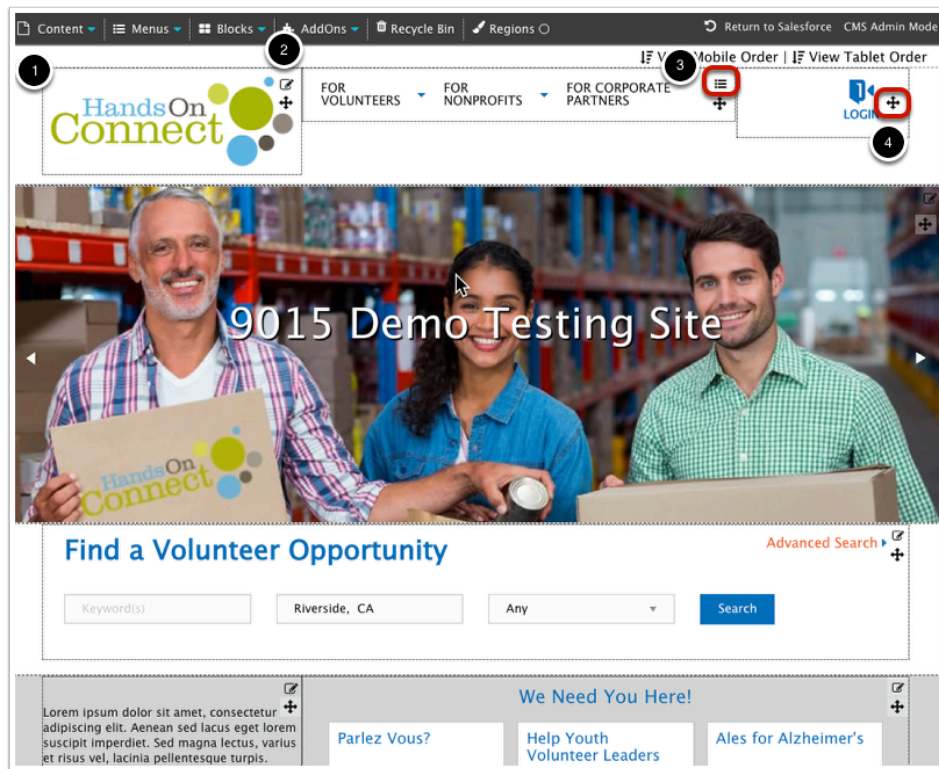 Content Menus Blocks AddOns Recycle Bin Regions Return to Salesforce CMS Admin Mode
2
View Tablet Order
Mobile Order |
3
1
Hands On
Connect
FOR
VOLUNTEERS
FOR
NONPROFITS
FOR CORPORATE
PARTNERS
LOGIN
4
9015 Demo Testing Site
Hands On
Connect
Find a Volunteer Opportunity
Advanced Search
Keyword(s)
Riverside, CA
Any
Search
Lorem ipsum dolor sit amet, consectetur
adipiscing elit. Aenean sed lacus eget lorem
suscipit imperdiet. Sed magna lectus, varius
et risus vel, lacinia pellentesque turpis.
We Need You Here!
Parlez Vous?
Help Youth
Volunteer Leaders
Ales for Alzheimer's